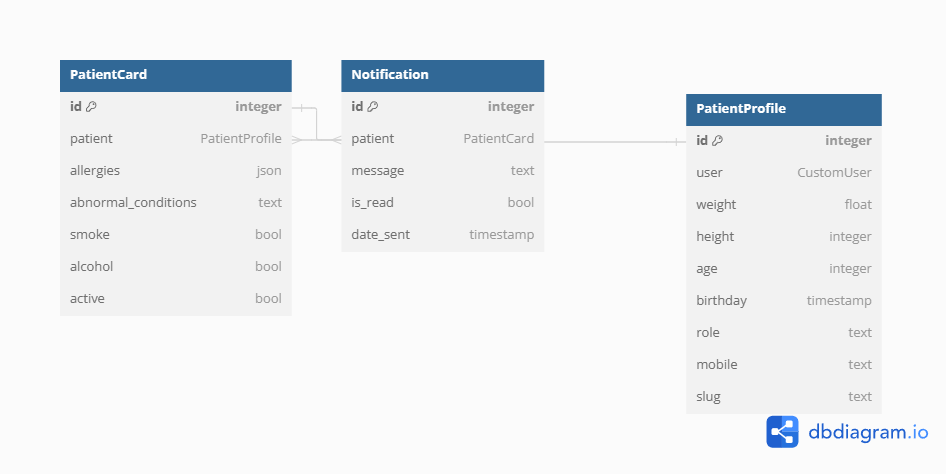 PatientCard
id integer
patient PatientProfile
allergies json
abnormal_conditions text
smoke bool
alcohol bool
active bool
Notification
id integer
patient PatientCard
message text
is_read bool
date_sent timestamp
PatientProfile
id integer
user CustomUser
weight float
height integer
age integer
birthday timestamp
role text
mobile text
slug text
dbdiagram.io